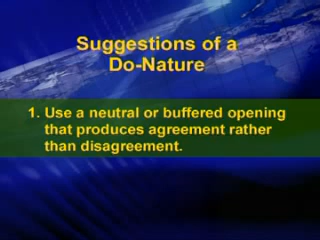 Suggestions of a
Do-Nature
1. Use a neutral or buffered opening
that produces agreement rather
than disagreement.